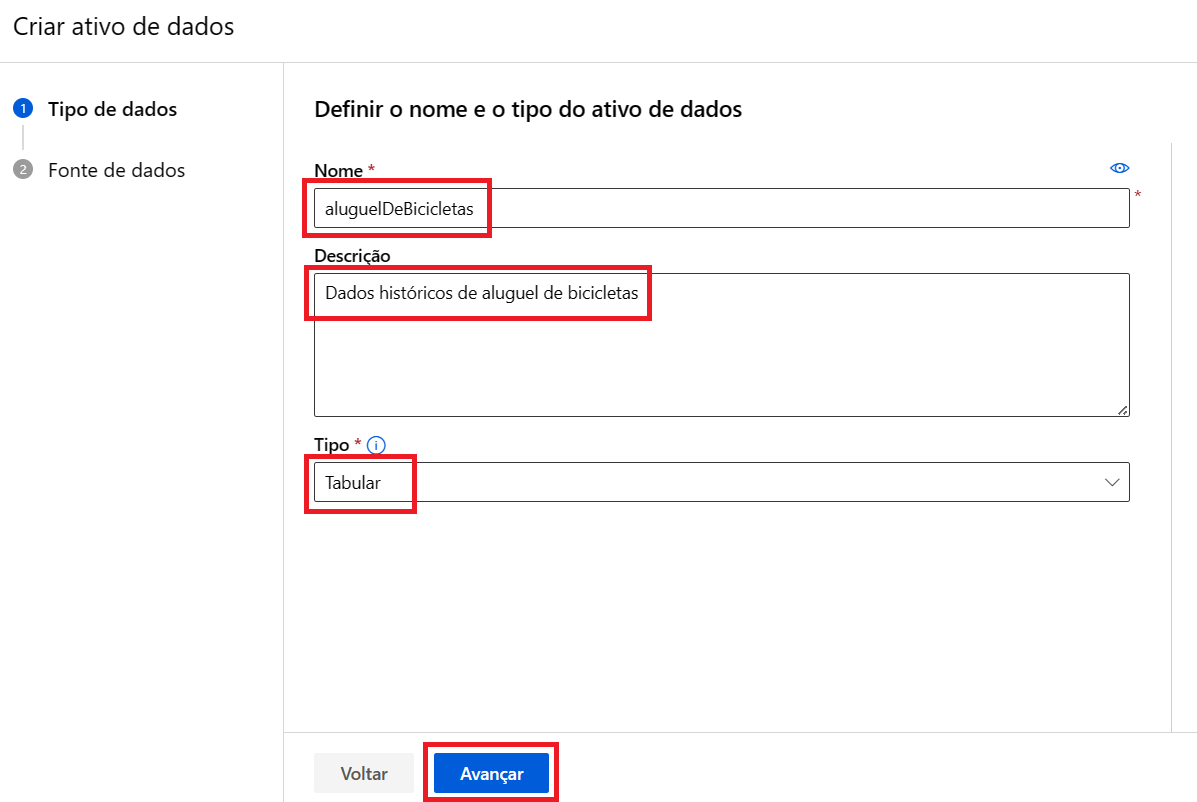 Criar ativo de dados
1 Tipo de dados
2 Fonte de dados
Definir o nome e o tipo do ativo de dados
Nome *
aluguelDeBicicletas
*
Descrição
Dados históricos de aluguel de bicicletas
Tipo * i
Tabular
Voltar
Avançar